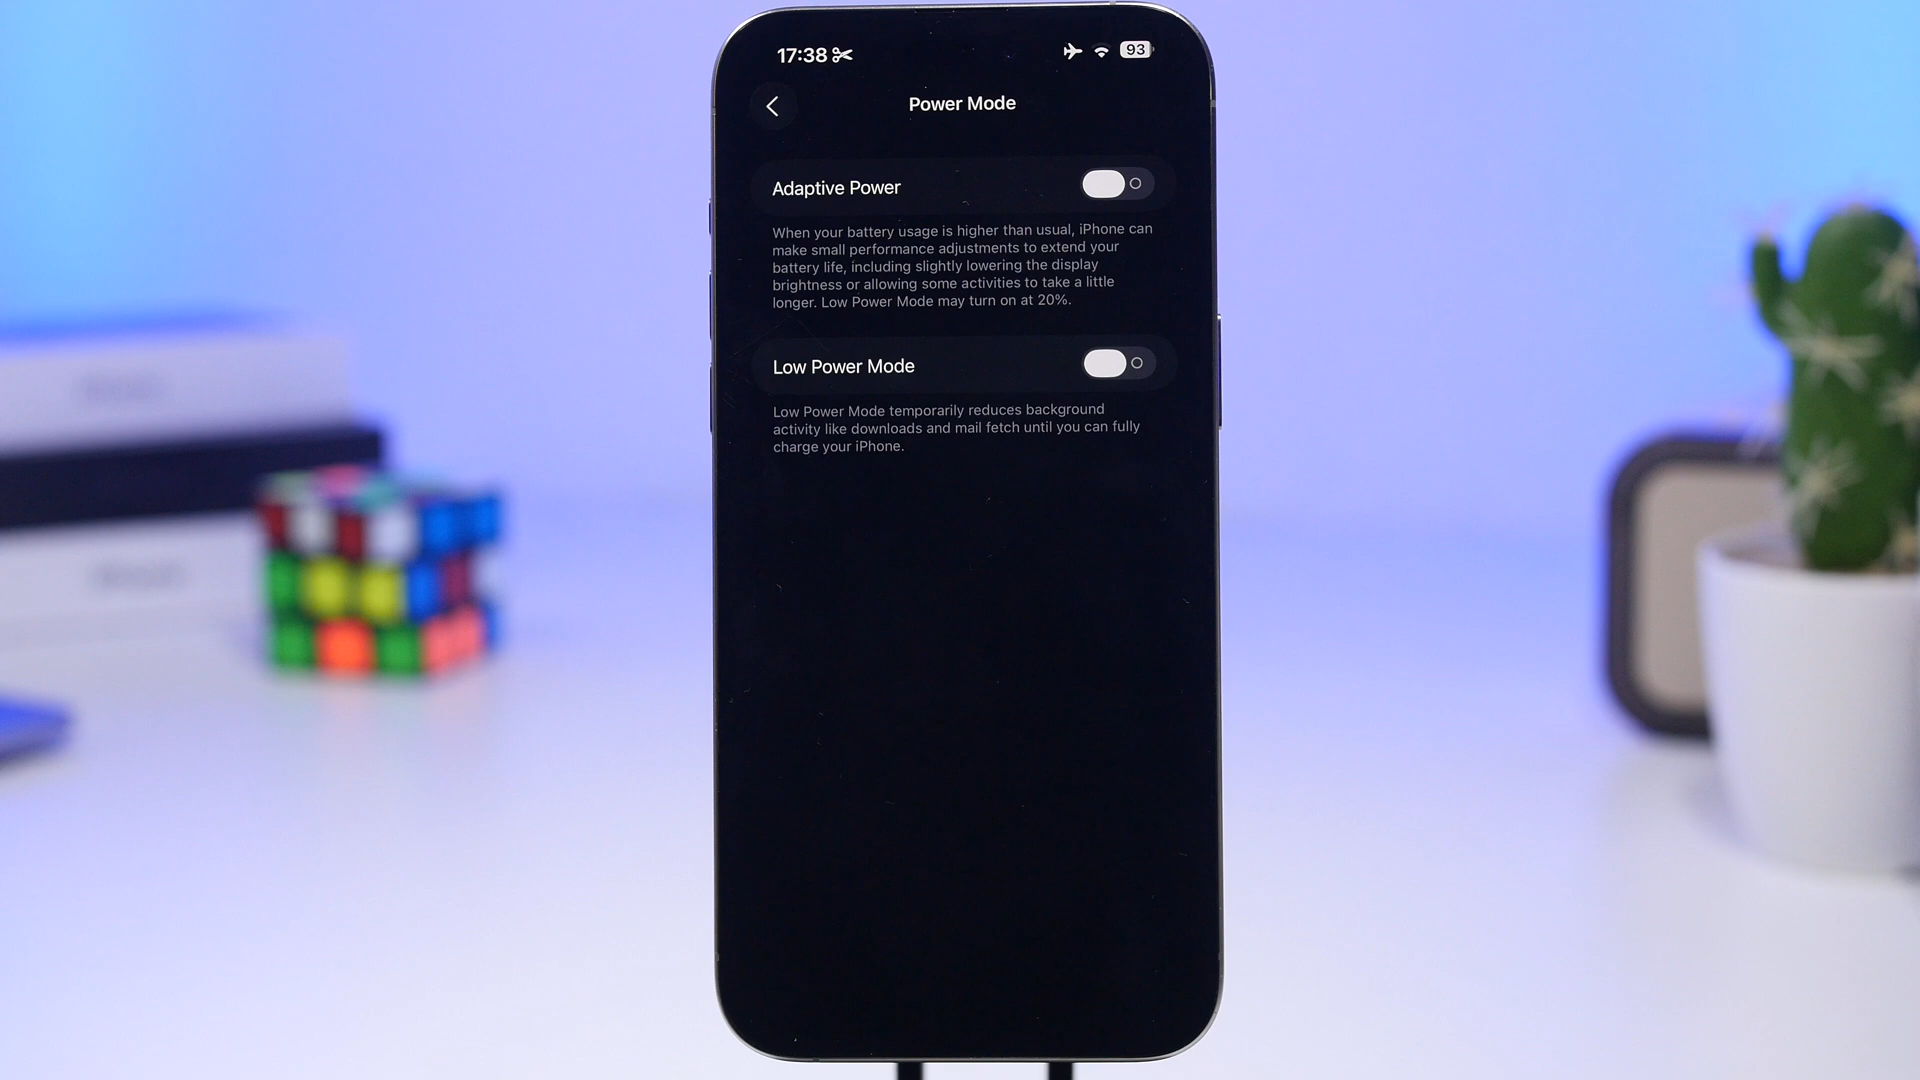 17:38
93
Power Mode
Adaptive Power
When your battery usage is higher than usual, iPhone can
make small performance adjustments to extend your
battery life, including slightly lowering the display
brightness or allowing some activities to take a little
longer. Low Power Mode may turn on at 20%.
Low Power Mode
Low Power Mode temporarily reduces background
activity like downloads and mail fetch until you can fully
charge your iPhone.